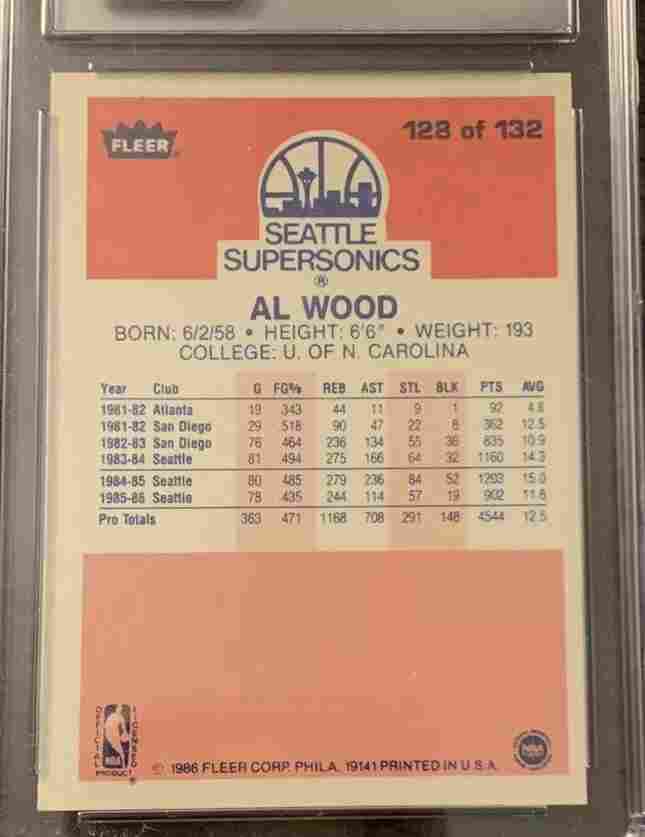 FLEER®
128 of 132
SEATTLE
SUPERSONICS
®
AL WOOD
BORN: 6/2/58 • HEIGHT: 6'6" • WEIGHT: 193
COLLEGE: U. OF N. CAROLINA
Year Club G FG% REB AST STL BLK PTS AVG
1981-82 Atlanta 19 343 44 11 9 1 92 4.8
1981-82 San Diego 29 518 90 47 22 8 362 12.5
1982-83 San Diego 76 464 236 134 55 36 835 10.9
1983-84 Seattle 81 494 275 166 64 32 1160 14.3
1984-85 Seattle 80 485 279 236 84 52 1203 15.0
1985-86 Seattle 78 435 244 114 57 19 902 11.6
Pro Totals 363 471 1168 708 291 148 4544 12.5
OFFICIAL
LICENSED
NBA
PRODUCT
®
© 1986 FLEER CORP. PHILA. 19141 PRINTED IN U.S.A.
NBA